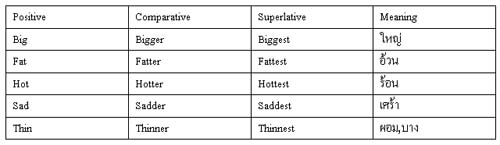 Positive Comparative Superlative Meaning
Big Bigger Biggest ใหญ่
Fat Fatter Fattest อ้วน
Hot Hotter Hottest ร้อน
Sad Sadder Saddest เศร้า
Thin Thinner Thinnest ผอม,บาง